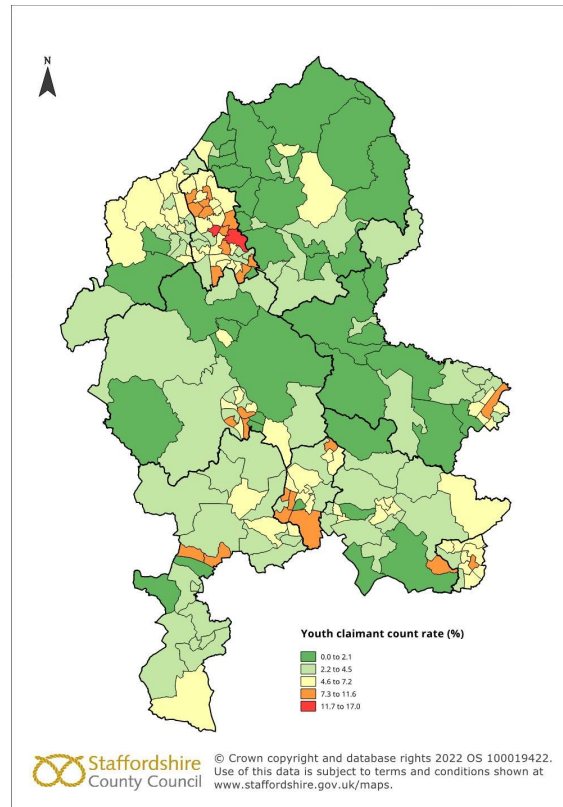 N
Youth claimant count rate (%)
0.0 to 2.1
2.2 to 4.5
4.6 to 7.2
7.3 to 11.6
11.7 to 17.0
Staffordshire
County Council
© Crown copyright and database rights 2022 OS 100019422.
Use of this data is subject to terms and conditions shown at
www.staffordshire.gov.uk/maps.